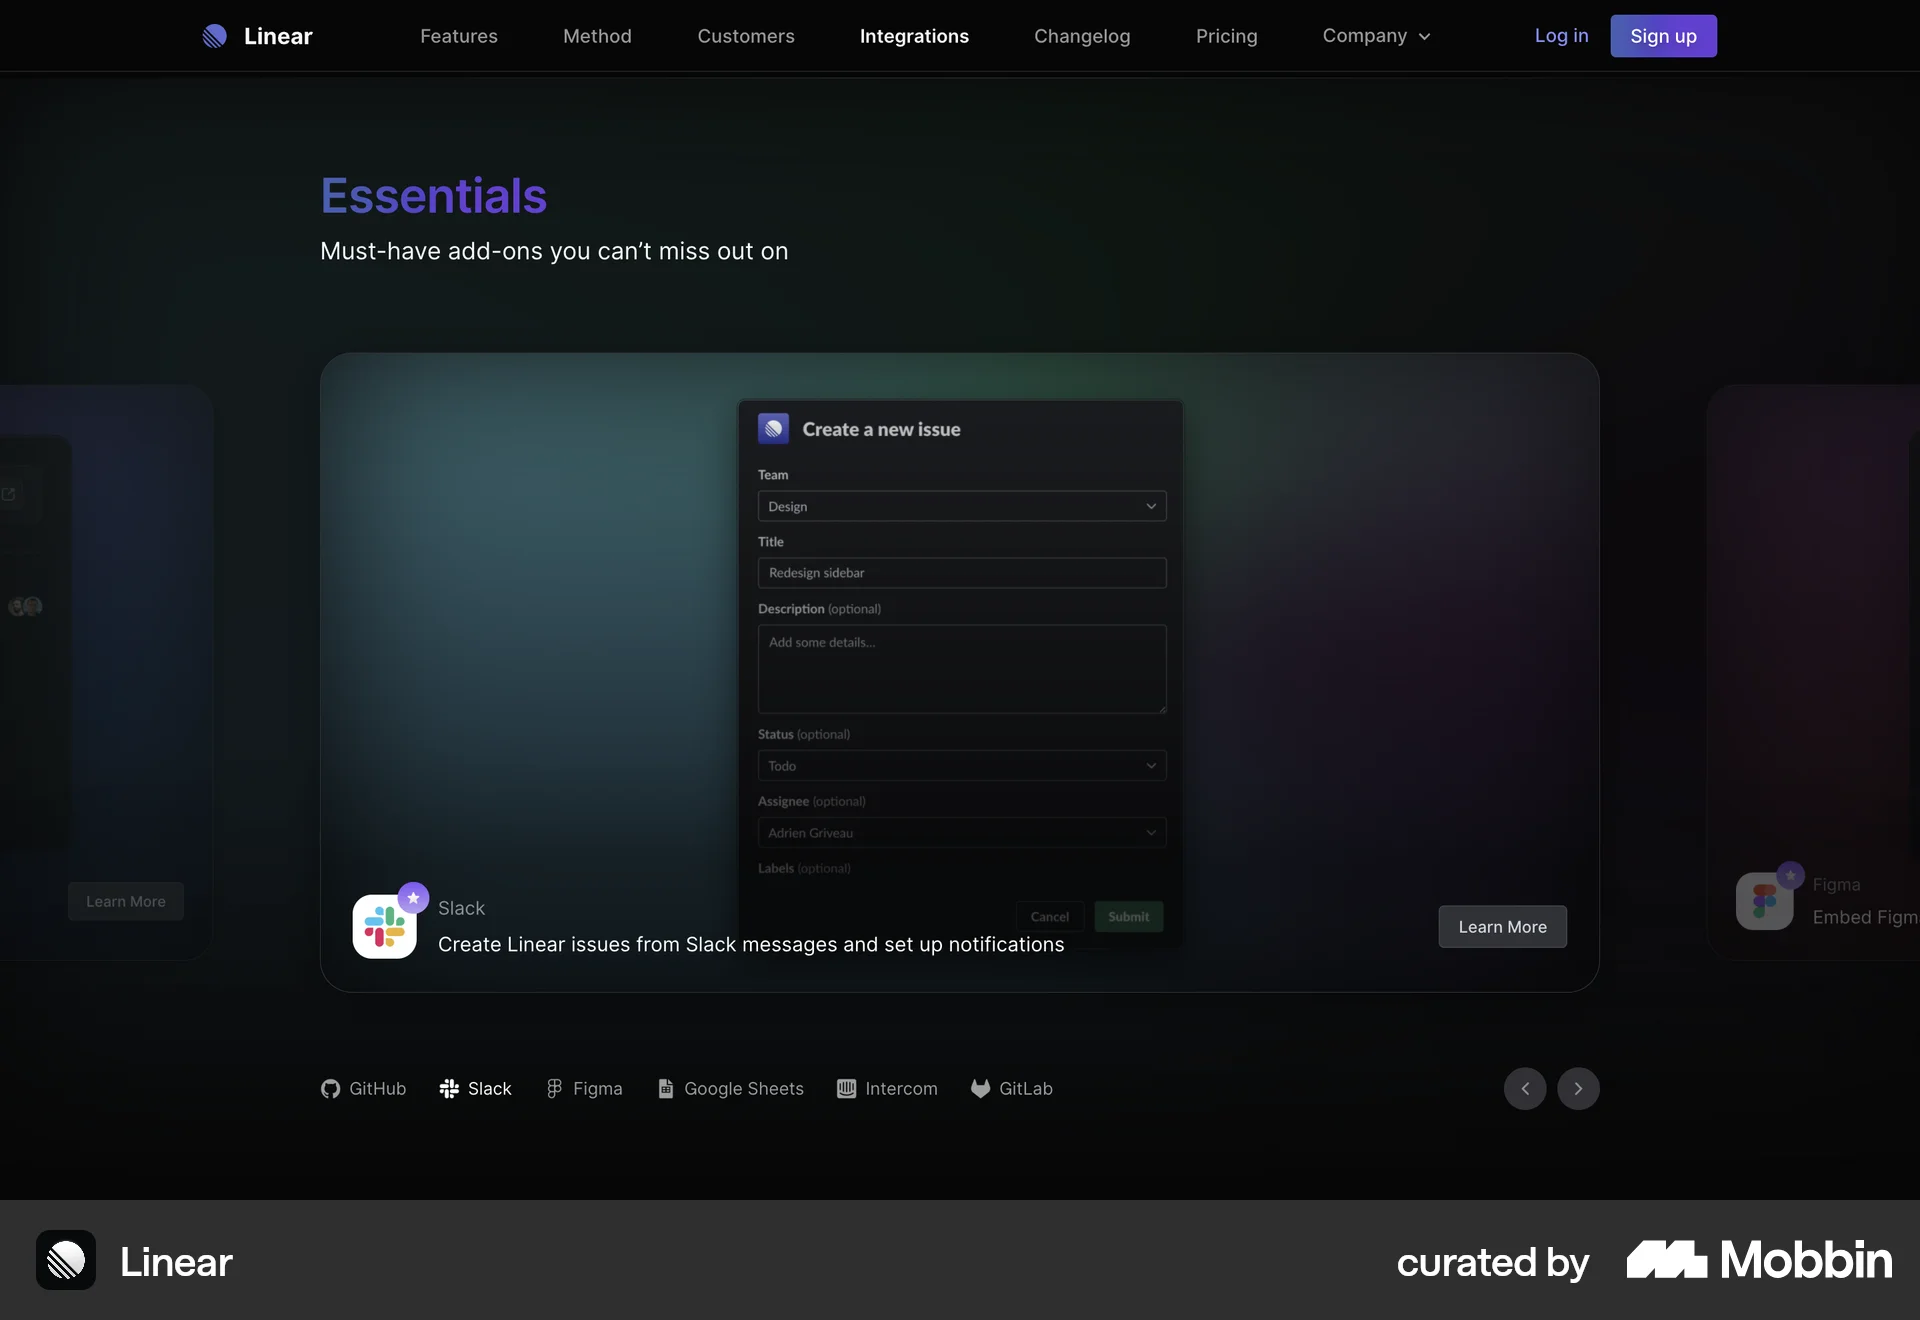 Linear
Features
Method
Customers
Integrations
Changelog
Pricing
Company
Log in
Sign up
Essentials
Must-have add-ons you can’t miss out on
Create a new issue
Team
Design
Title
Redesign sidebar
Description (optional)
Add some details...
Status (optional)
Todo
Assignee (optional)
Adrien Griveau
Labels (optional)
Cancel
Submit
Learn More
Slack
Create Linear issues from Slack messages and set up notifications
Learn More
Figma
Embed Figm
GitHub
Slack
Figma
Google Sheets
Intercom
GitLab
Linear
curated by
Mobbin